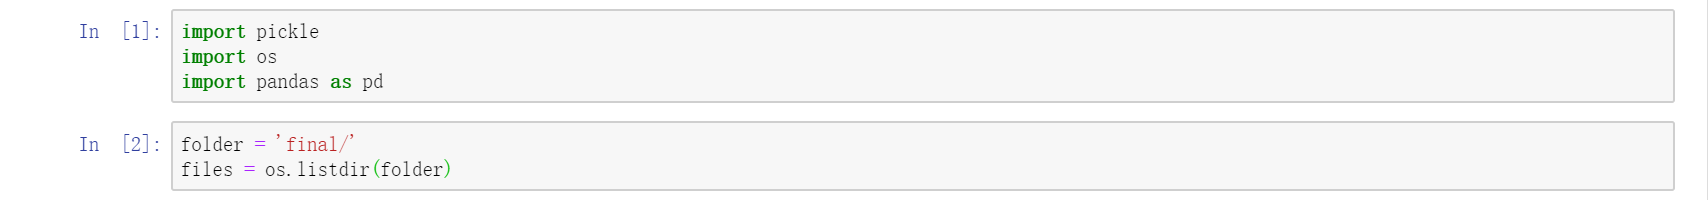 In [1]: import pickle
import os
import pandas as pd
In [2]: folder = 'final/'
files = os.listdir(folder)